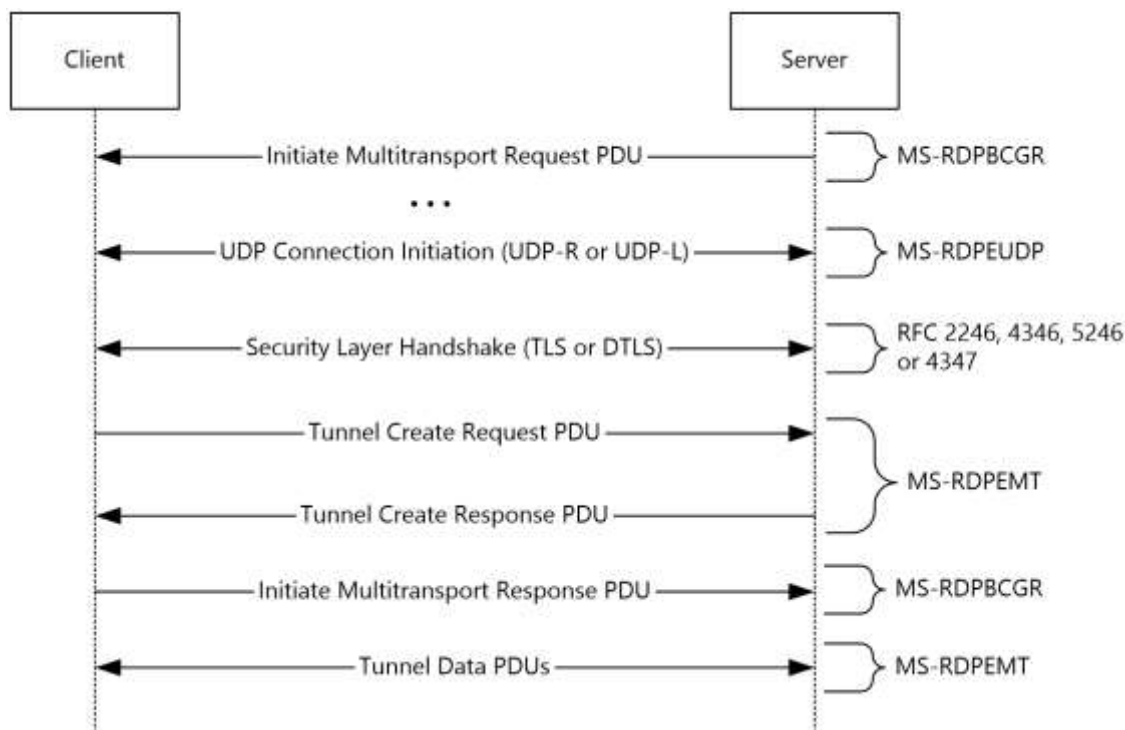 Client
Server
Initiate Multitransport Request PDU
MS-RDPBCGR
• • •
UDP Connection Initiation (UDP-R or UDP-L)
MS-RDPEUDP
Security Layer Handshake (TLS or DTLS)
RFC 2246, 4346, 5246
or 4347
Tunnel Create Request PDU
MS-RDPEMT
Tunnel Create Response PDU
Initiate Multitransport Response PDU
MS-RDPBCGR
Tunnel Data PDUs
MS-RDPEMT